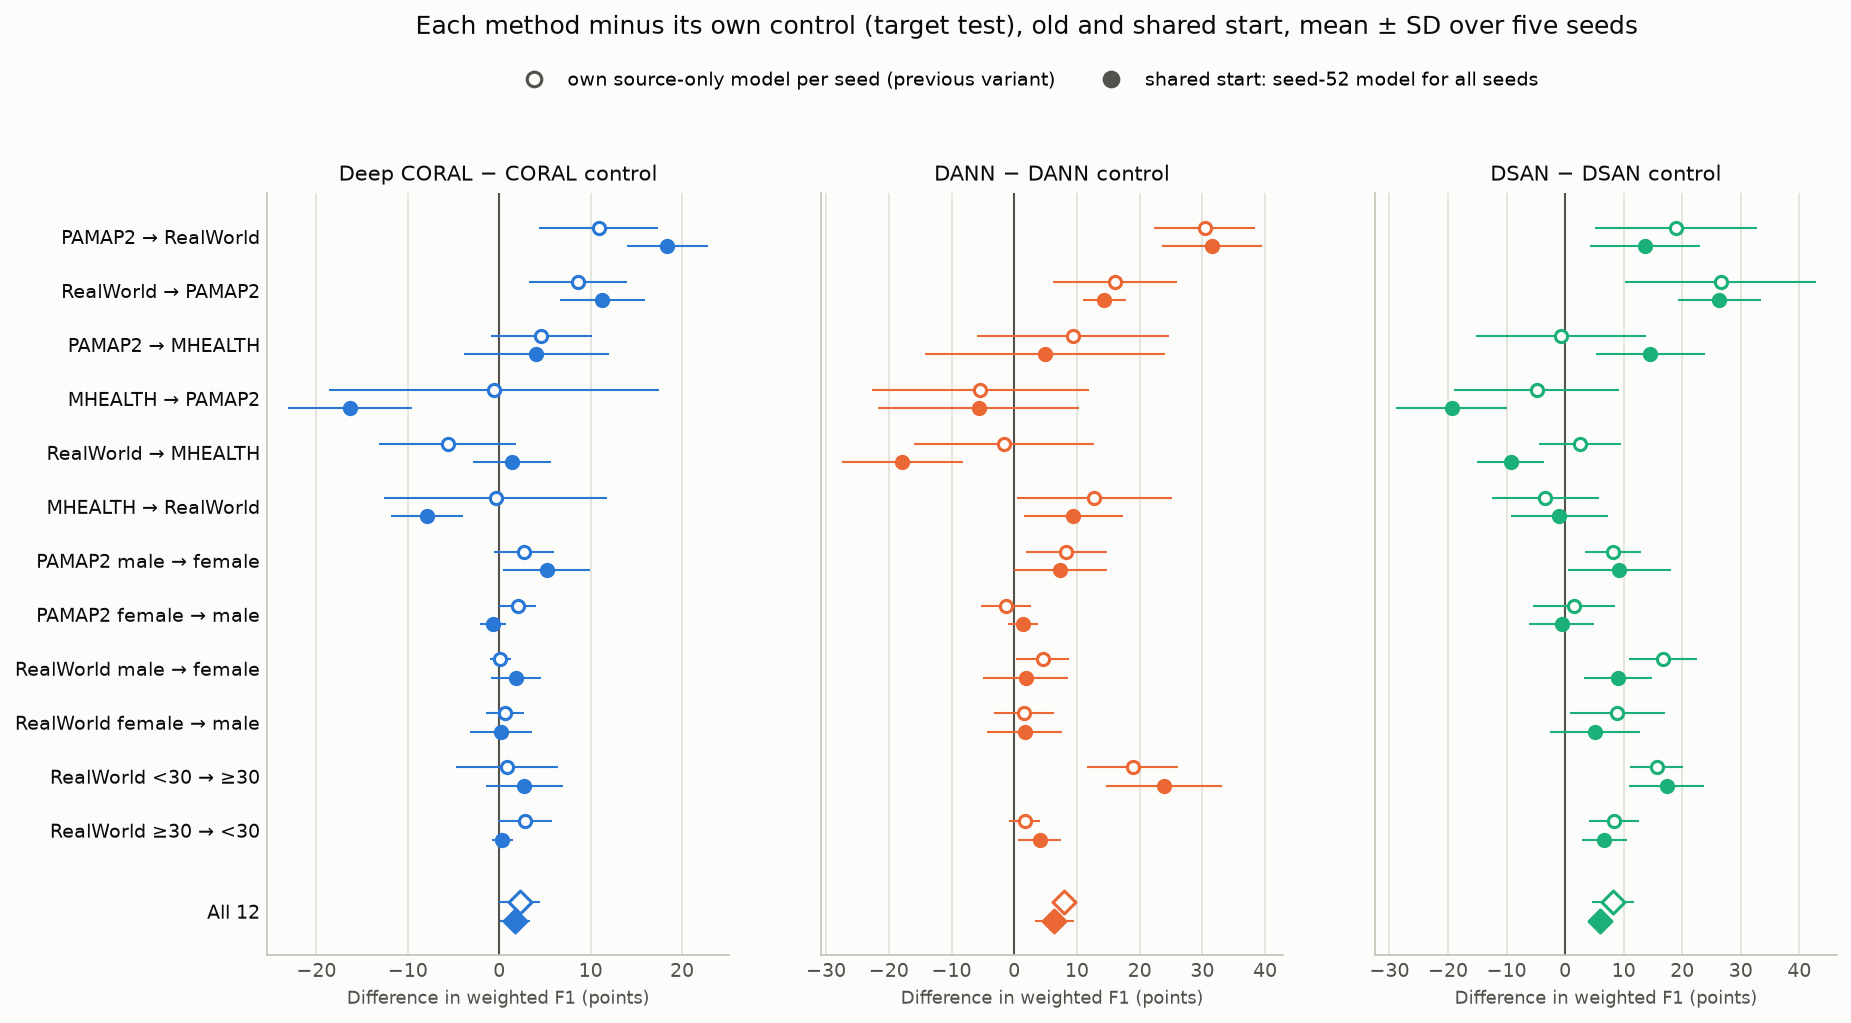 Each method minus its own control (target test), old and shared start, mean ± SD over five seeds
own source-only model per seed (previous variant)
shared start: seed-52 model for all seeds
Deep CORAL − CORAL control
DANN − DANN control
DSAN − DSAN control
PAMAP2 → RealWorld
RealWorld → PAMAP2
PAMAP2 → MHEALTH
MHEALTH → PAMAP2
RealWorld → MHEALTH
MHEALTH → RealWorld
PAMAP2 male → female
PAMAP2 female → male
RealWorld male → female
RealWorld female → male
RealWorld <30 → ≥30
RealWorld ≥30 → <30
All 12
−20 −10 0 10 20
−30 −20 −10 0 10 20 30 40
−30 −20 −10 0 10 20 30 40
Difference in weighted F1 (points)
Difference in weighted F1 (points)
Difference in weighted F1 (points)